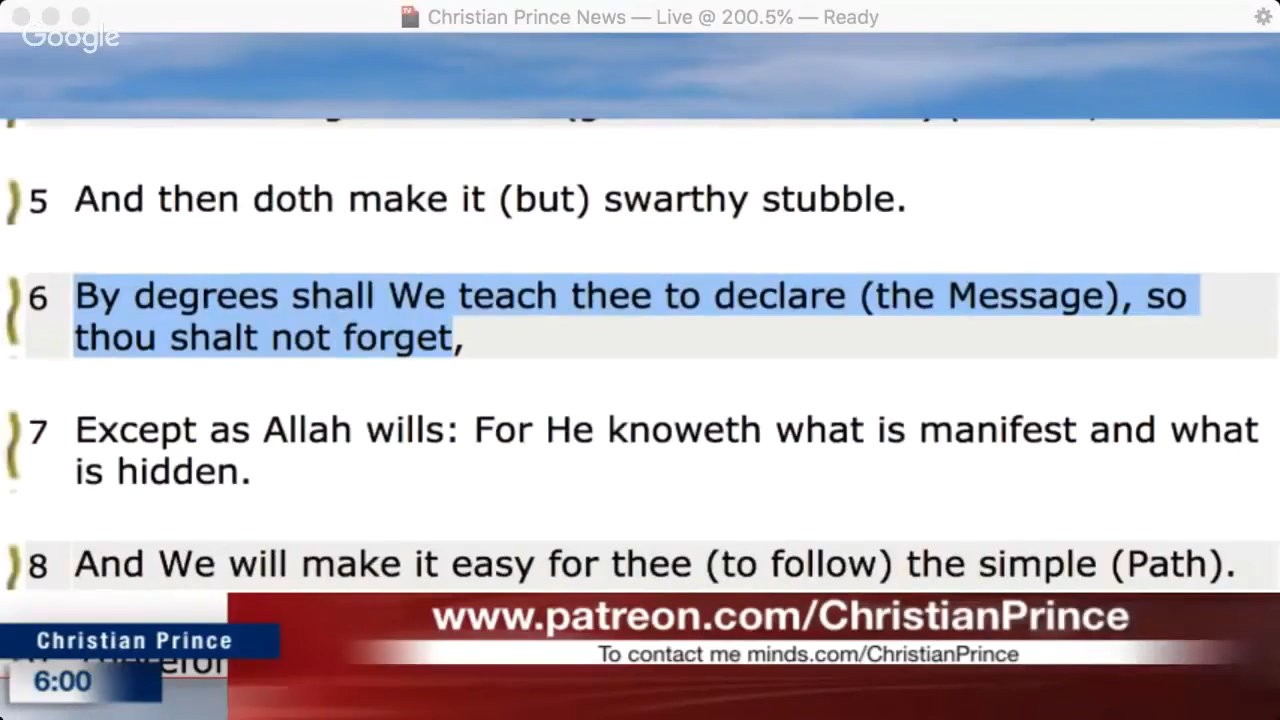 Christian Prince News — Live @ 200.5% — Ready
Google
5 And then doth make it (but) swarthy stubble.
6 By degrees shall We teach thee to declare (the Message), so
thou shalt not forget,
7 Except as Allah wills: For He knoweth what is manifest and what
is hidden.
8 And We will make it easy for thee (to follow) the simple (Path).
www.patreon.com/ChristianPrince
Christian Prince
To contact me minds.com/ChristianPrince
6:00